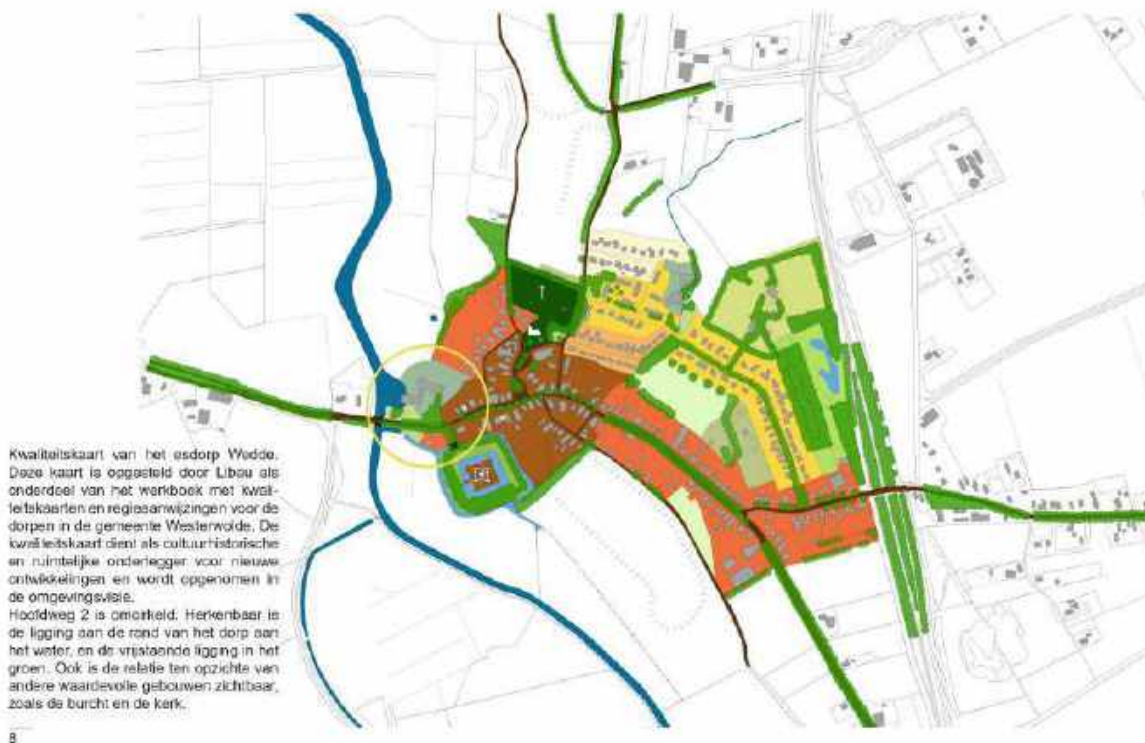 Kwaliteitskaart van het esdorp Wedde.
Deze kaart is opgesteld door Libau als
onderdeel van het werkboek met kwali-
teitskaarten en regieaanwijzingen voor de
dorpen in de gemeente Westerwolde. De
kwaliteitskaart dient als cultuurhistorische
en ruimtelijke onderlegger voor nieuwe
ontwikkelingen en wordt opgenomen in
de omgevingsvisie.
Hoofdweg 2 is omcirkeld. Herkenbaar is
de ligging aan de rand van het dorp aan
het water, en de vrijstaande ligging in het
groen. Ook is de relatie ten opzichte van
andere waardevolle gebouwen zichtbaar,
zoals de burcht en de kerk.
8